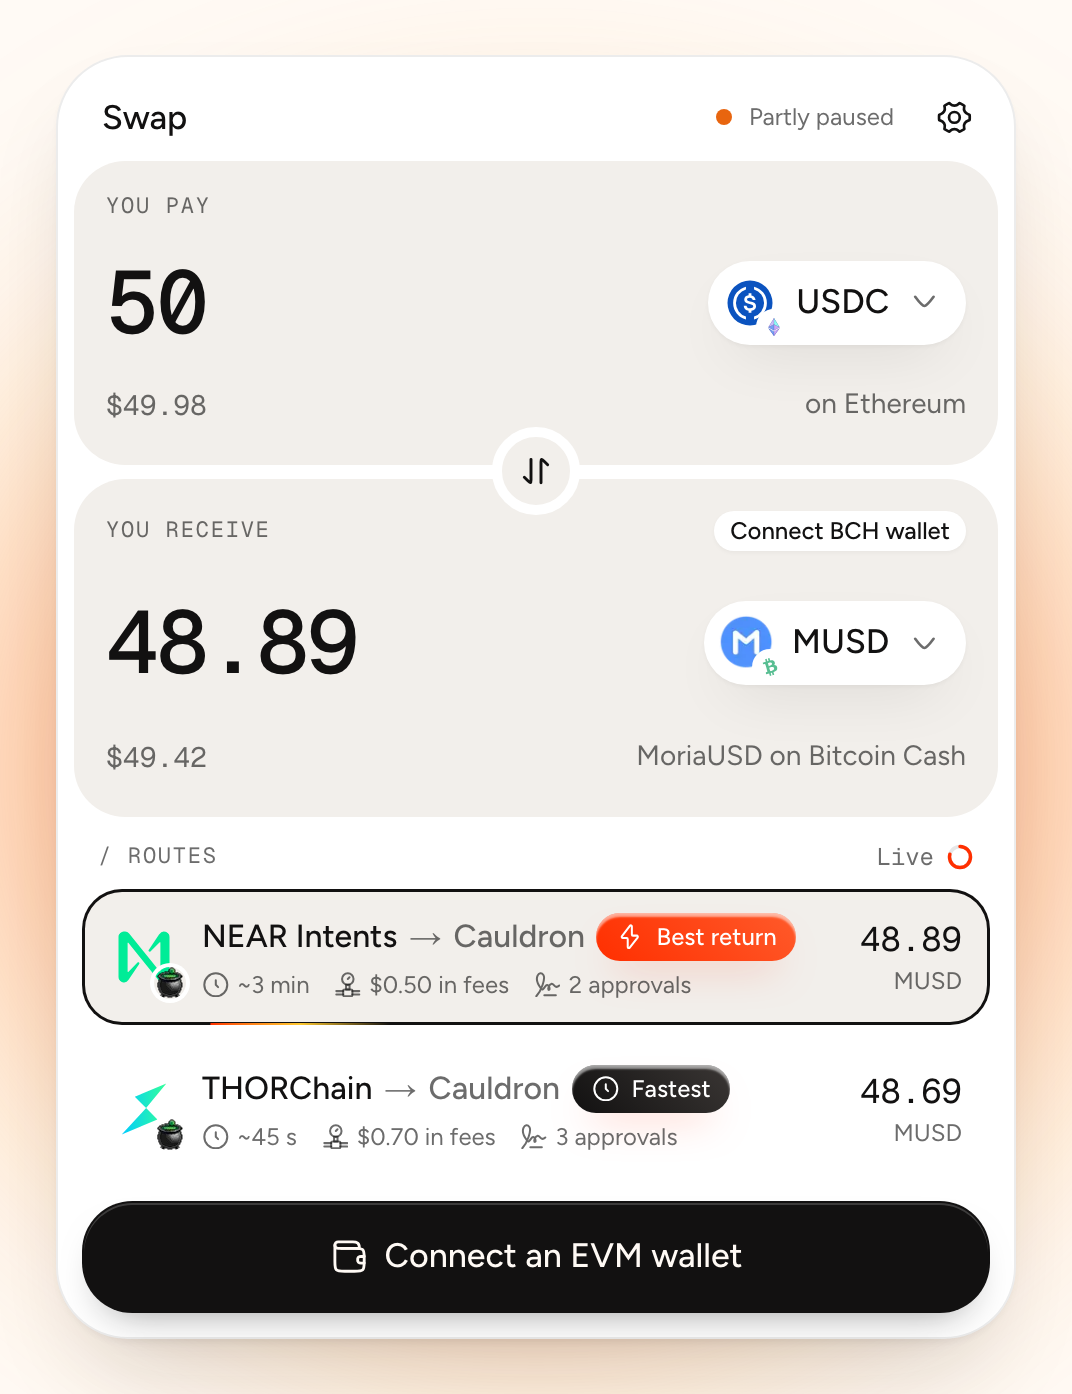 Swap
Partly paused
YOU PAY
50
USDC
$49.98
on Ethereum
YOU RECEIVE
Connect BCH wallet
48.89
MUSD
$49.42
MoriaUSD on Bitcoin Cash
/ ROUTES
Live
NEAR Intents → Cauldron Best return 48.89
~3 min $0.50 in fees 2 approvals MUSD
THORChain → Cauldron Fastest 48.69
~45 s $0.70 in fees 3 approvals MUSD
Connect an EVM wallet